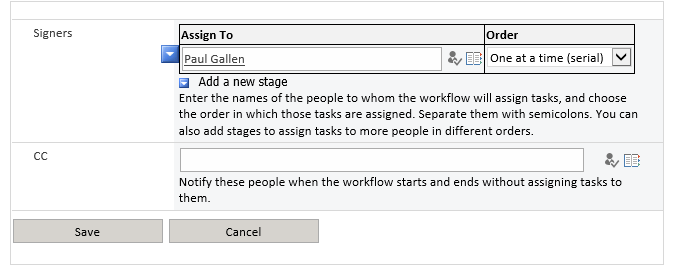 Signers
Assign To Order
Paul Gallen One at a time (serial)
Add a new stage
Enter the names of the people to whom the workflow will assign tasks, and choose
the order in which those tasks are assigned. Separate them with semicolons. You can
also add stages to assign tasks to more people in different orders.
CC
Notify these people when the workflow starts and ends without assigning tasks to
them.
Save Cancel